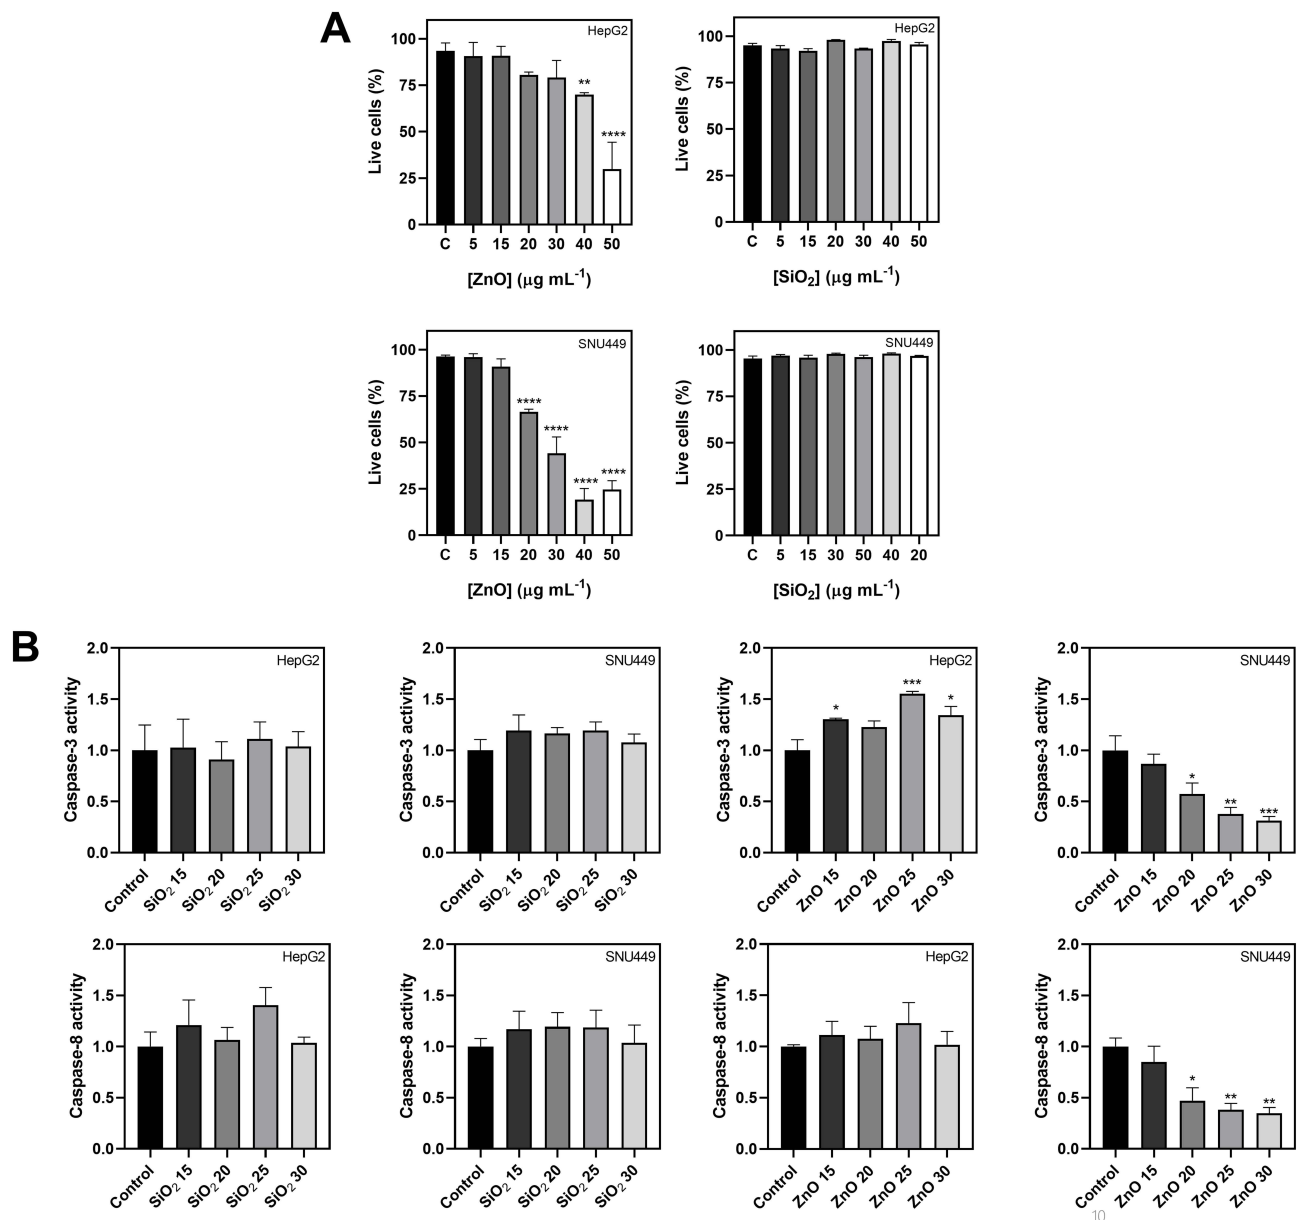 A
HepG2
Live cells (%)
100
75
50
25
0
**
****
C 5 15 20 30 40 50
[ZnO] (μg mL⁻¹)
HepG2
Live cells (%)
100
75
50
25
0
C 5 15 20 30 40 50
[SiO₂] (μg mL⁻¹)
SNU449
Live cells (%)
100
75
50
25
0
****
****
****
****
C 5 15 20 30 40 50
[ZnO] (μg mL⁻¹)
SNU449
Live cells (%)
100
75
50
25
0
C 5 15 20 30 50 40 20
[SiO₂] (μg mL⁻¹)
B
HepG2
Caspase-3 activity
2.0
1.5
1.0
0.5
0.0
Control SiO₂ 15 SiO₂ 20 SiO₂ 25 SiO₂ 30
SNU449
Caspase-3 activity
2.0
1.5
1.0
0.5
0.0
Control SiO₂ 15 SiO₂ 20 SiO₂ 25 SiO₂ 30
HepG2
Caspase-3 activity
2.0
1.5
1.0
0.5
0.0
*
***
*
Control ZnO 15 ZnO 20 ZnO 25 ZnO 30
SNU449
Caspase-3 activity
2.0
1.5
1.0
0.5
0.0
*
**
***
Control ZnO 15 ZnO 20 ZnO 25 ZnO 30
HepG2
Caspase-8 activity
2.0
1.5
1.0
0.5
0.0
Control SiO₂ 15 SiO₂ 20 SiO₂ 25 SiO₂ 30
SNU449
Caspase-8 activity
2.0
1.5
1.0
0.5
0.0
Control SiO₂ 15 SiO₂ 20 SiO₂ 25 SiO₂ 30
HepG2
Caspase-8 activity
2.0
1.5
1.0
0.5
0.0
Control ZnO 15 ZnO 20 ZnO 25 ZnO 30
SNU449
Caspase-8 activity
2.0
1.5
1.0
0.5
0.0
*
**
**
Control ZnO 15 ZnO 20 ZnO 25 ZnO 30
10